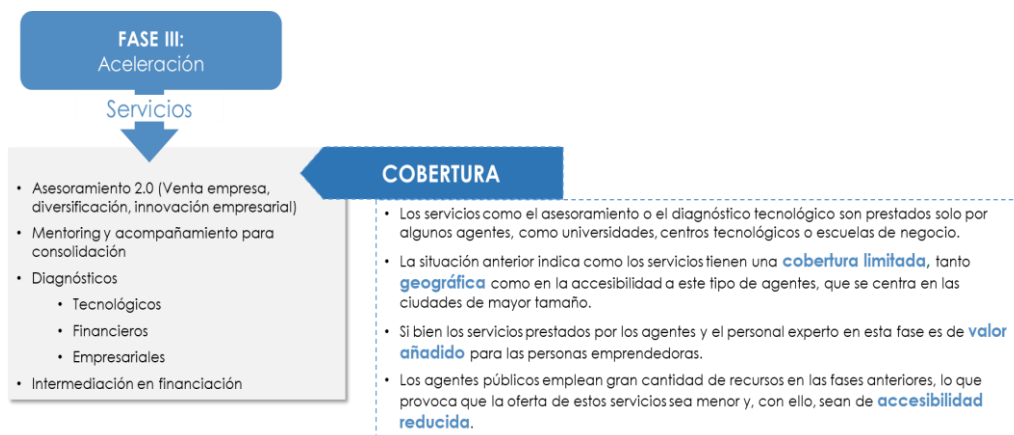 FASE III:
Aceleración
Servicios
• Asesoramiento 2.0 (Venta empresa,
diversificación, innovación empresarial)
• Mentoring y acompañamiento para
consolidación
• Diagnósticos
• Tecnológicos
• Financieros
• Empresariales
• Intermediación en financiación
COBERTURA
• Los servicios como el asesoramiento o el diagnóstico tecnológico son prestados solo por
algunos agentes, como universidades, centros tecnológicos o escuelas de negocio.
• La situación anterior indica como los servicios tienen una cobertura limitada, tanto
geográfica como en la accesibilidad a este tipo de agentes, que se centra en las
ciudades de mayor tamaño.
• Si bien los servicios prestados por los agentes y el personal experto en esta fase es de valor
añadido para las personas emprendedoras.
• Los agentes públicos emplean gran cantidad de recursos en las fases anteriores, lo que
provoca que la oferta de estos servicios sea menor y, con ello, sean de accesibilidad
reducida.